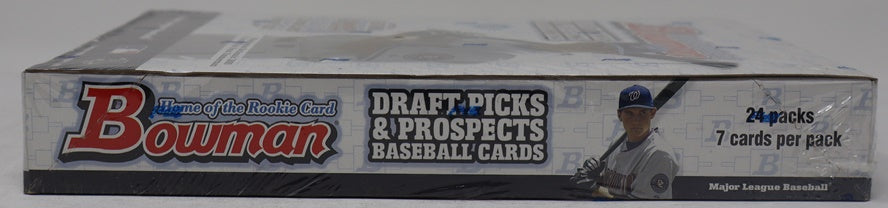 Home of the Rookie Card
Bowman
DRAFT PICKS
& PROSPECTS
BASEBALL CARDS
24 packs
7 cards per pack
Major League Baseball